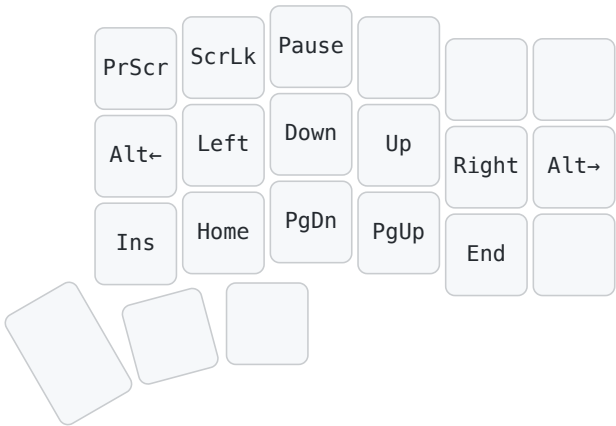 PrScr ScrLk Pause
Alt← Left Down Up Right Alt→
Ins Home PgDn PgUp End